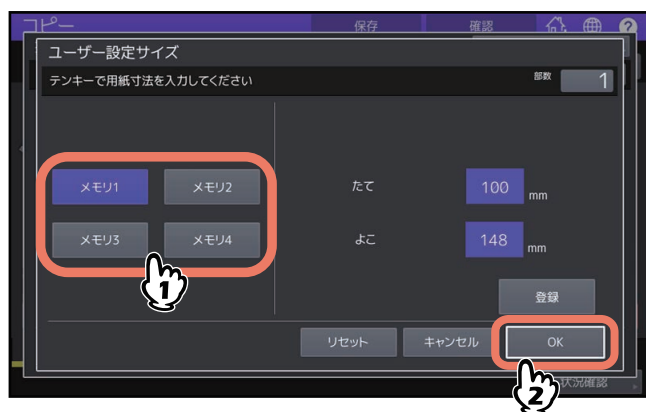 コピー 保存 確認
ユーザー設定サイズ
テンキーで用紙寸法を入力してください 部数 1
メモリ1 メモリ2 たて 100 mm
メモリ3 メモリ4 よこ 148 mm
1
登録
リセット キャンセル OK
2
状況確認